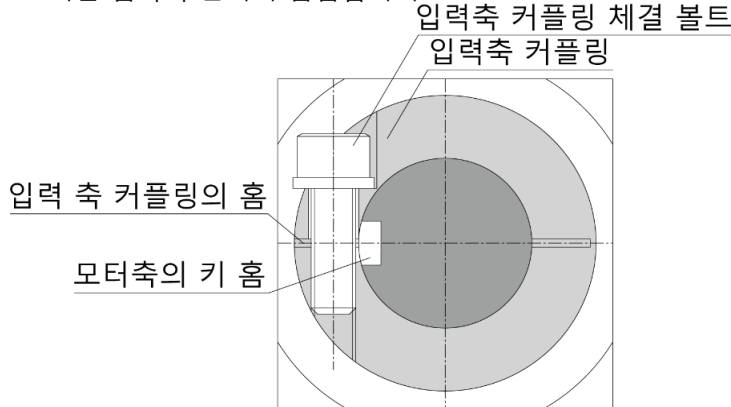 입력축 커플링 체결 볼트
입력축 커플링
입력 축 커플링의 홈
모터축의 키 홈